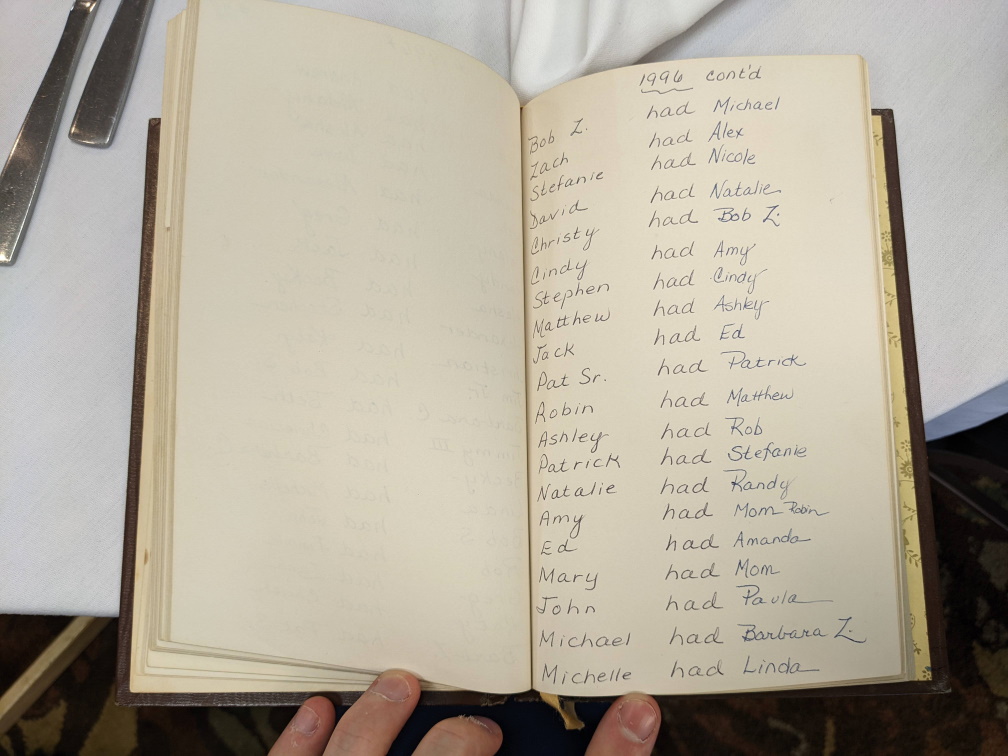 1996 cont'd
Bob Z. had Michael
Zach had Alex
Stefanie had Nicole
David had Natalie
Christy had Bob Z.
Cindy had Amy
Stephen had Cindy
Matthew had Ashley
Jack had Ed
Pat Sr. had Patrick
Robin had Matthew
Ashley had Rob
Patrick had Stefanie
Natalie had Randy
Amy had Mom Robin
Ed had Amanda
Mary had Mom
John had Paula
Michael had Barbara Z.
Michelle had Linda